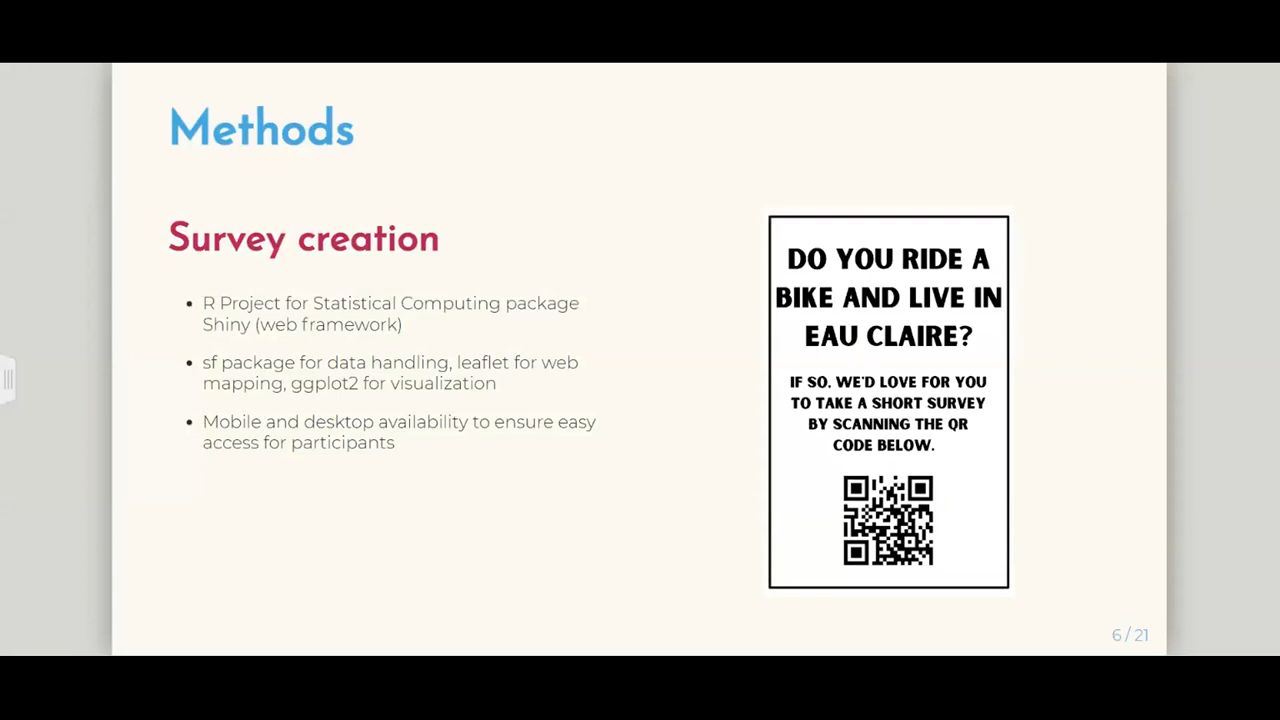 Methods
Survey creation
• R Project for Statistical Computing package
Shiny (web framework)
• sf package for data handling, leaflet for web
mapping, ggplot2 for visualization
• Mobile and desktop availability to ensure easy
access for participants
DO YOU RIDE A
BIKE AND LIVE IN
EAU CLAIRE?
IF SO, WE'D LOVE FOR YOU
TO TAKE A SHORT SURVEY
BY SCANNING THE QR
CODE BELOW.
6 / 21